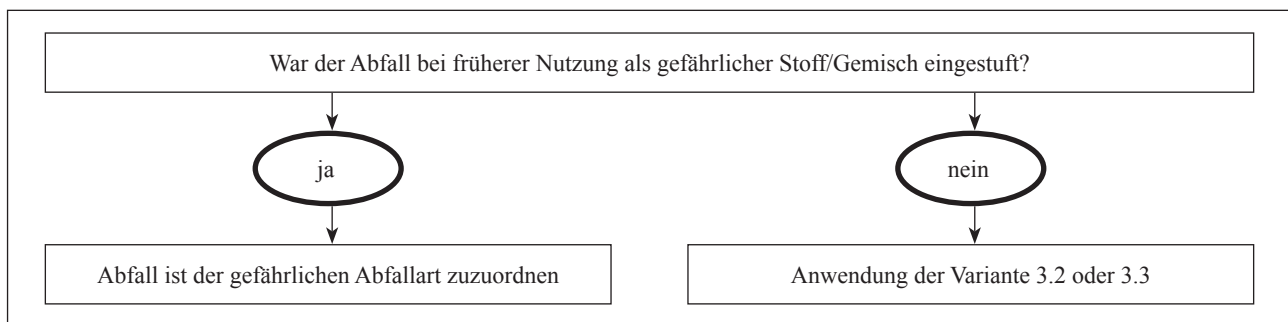 War der Abfall bei früherer Nutzung als gefährlicher Stoff/Gemisch eingestuft?
ja
nein
Abfall ist der gefährlichen Abfallart zuzuordnen
Anwendung der Variante 3.2 oder 3.3